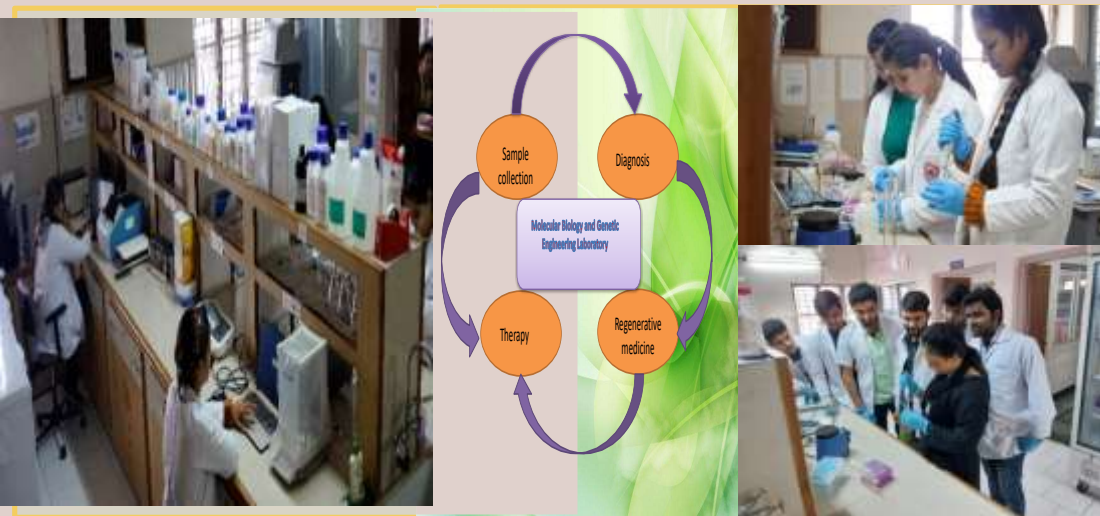 Sample
collection
Diagnosis
Molecular Biology and Genetic
Engineering Laboratory
Therapy
Regenerative
medicine